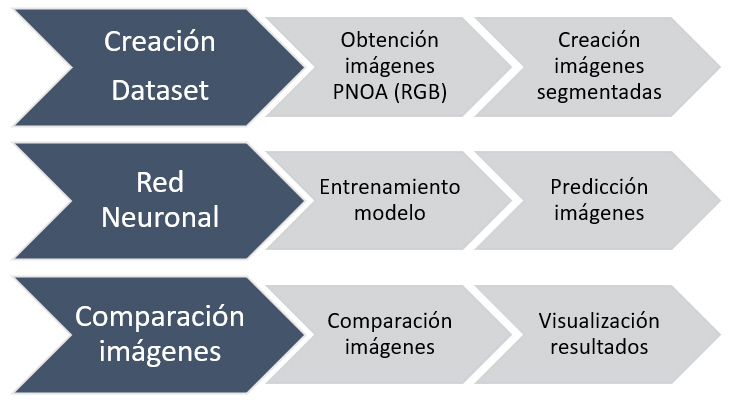 Creación
Dataset
Obtención
imágenes
PNOA (RGB)
Creación
imágenes
segmentadas
Red
Neuronal
Entrenamiento
modelo
Predicción
imágenes
Comparación
imágenes
Comparación
imágenes
Visualización
resultados